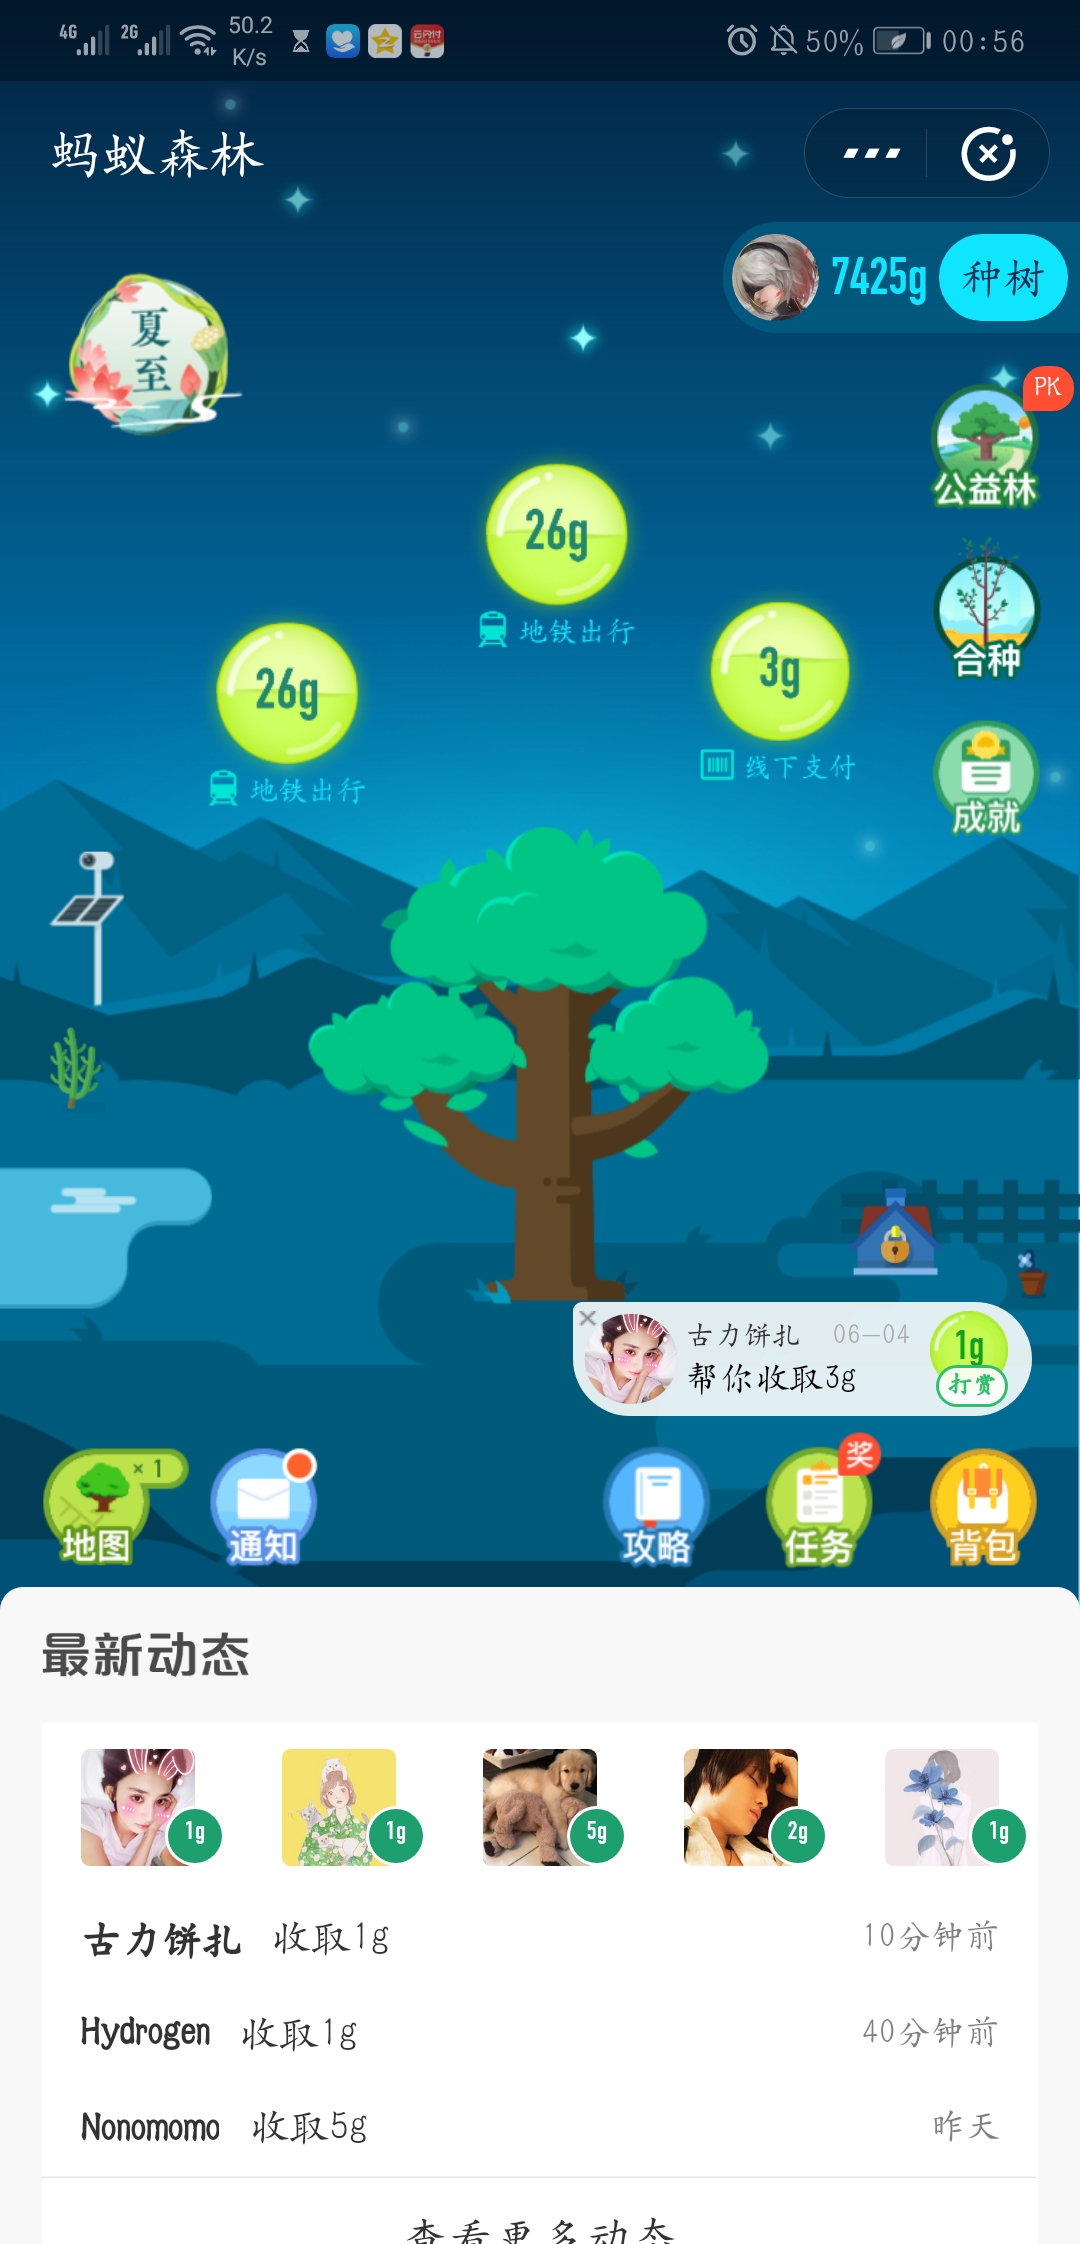 4G 2G 50.2 K/s 50% 00:56
蚂蚁森林
7425g 种树
夏至
PK
公益林
26g
地铁出行
合种
26g
地铁出行
3g
线下支付
成就
古力饼扎 06-04
帮你收取3g
1g
打赏
× 1
地图
通知
攻略
奖
任务
背包
最新动态
1g 1g 5g 2g 1g
古力饼扎 收取1g 10分钟前
Hydrogen 收取1g 40分钟前
Nonomomo 收取5g 昨天
查看更多动态